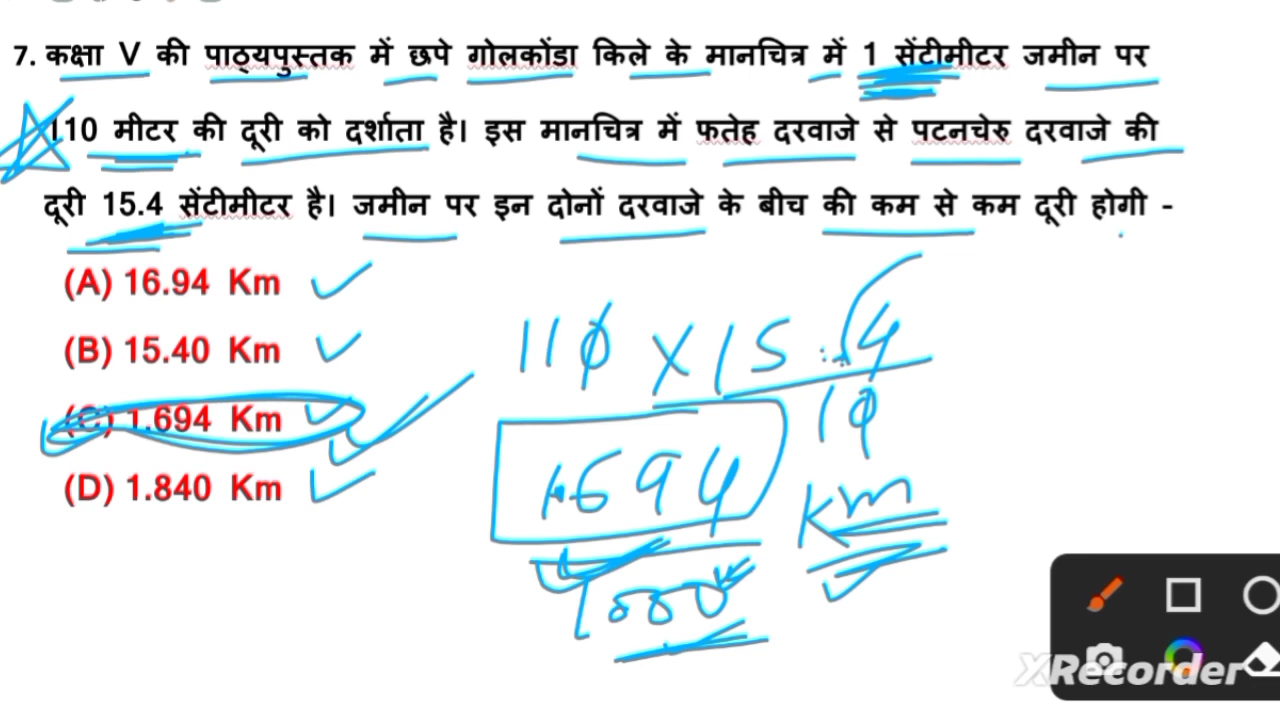 7. कक्षा V की पाठ्यपुस्तक में छपे गोलकोंडा किले के मानचित्र में 1 सेंटीमीटर जमीन पर
110 मीटर की दूरी को दर्शाता है। इस मानचित्र में फतेह दरवाजे से पटनचेरु दरवाजे की
दूरी 15.4 सेंटीमीटर है। जमीन पर इन दोनों दरवाजे के बीच की कम से कम दूरी होगी -
(A) 16.94 Km
(B) 15.40 Km
(C) 1.694 Km
(D) 1.840 Km
110 X 15.4
10
1.694 Km
1000
XRecorder